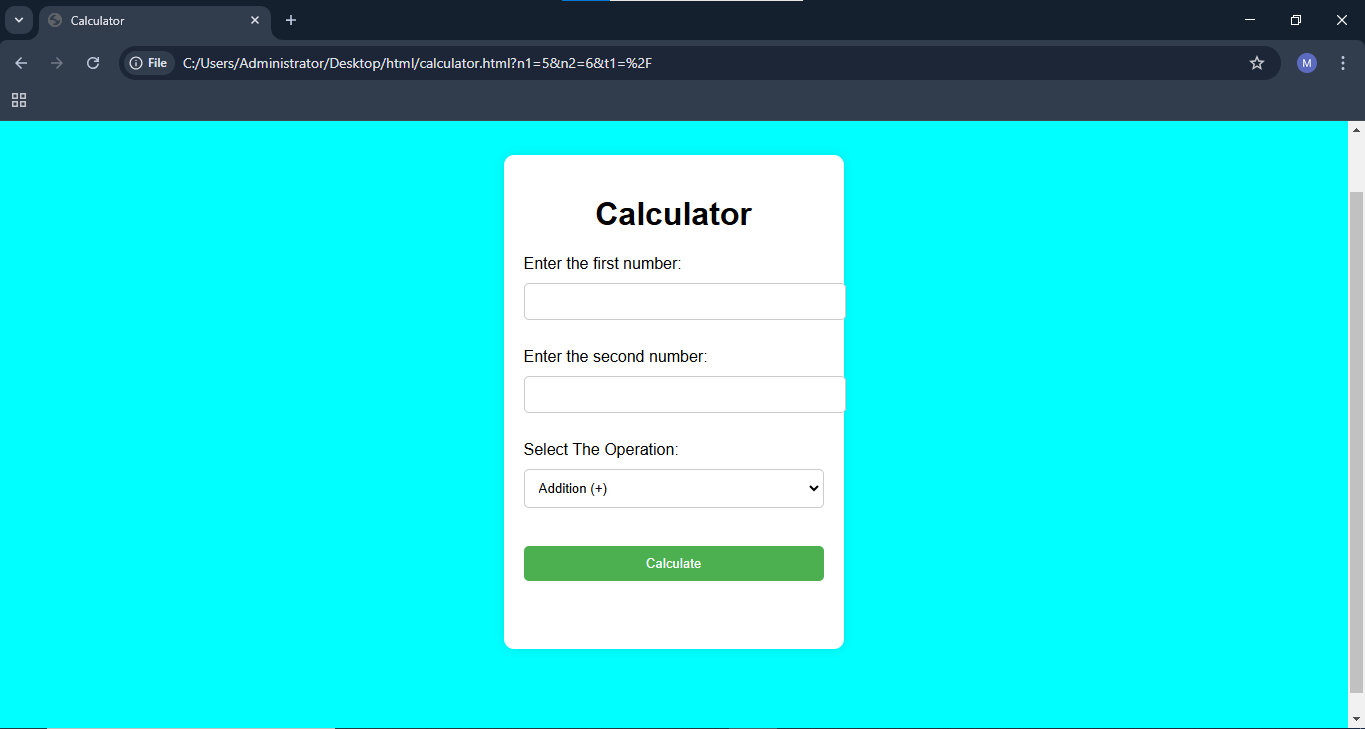 Calculator
File C:/Users/Administrator/Desktop/html/calculator.html?n1=5&n2=6&t1=%2F
M
Calculator
Enter the first number:
Enter the second number:
Select The Operation:
Addition (+)
Calculate